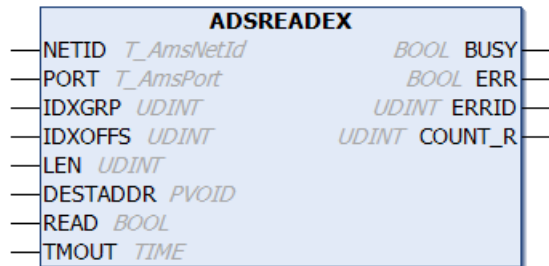 ADSREADEX
NETID T_AmsNetId BOOL BUSY
PORT T_AmsPort BOOL ERR
IDXGRP UDINT UDINT ERRID
IDXOFFS UDINT UDINT COUNT_R
LEN UDINT
DESTADDR PVOID
READ BOOL
TMOUT TIME